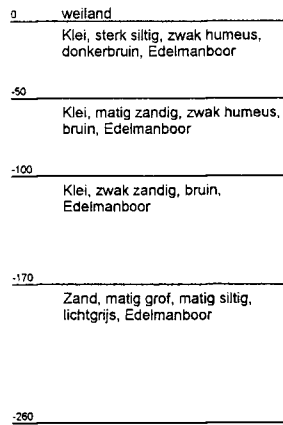 0 weiland
Klei, sterk siltig, zwak humeus,
donkerbruin, Edelmanboor
-50
Klei, matig zandig, zwak humeus,
bruin, Edelmanboor
-100
Klei, zwak zandig, bruin,
Edelmanboor
-170
Zand, matig grof, matig siltig,
lichtgrijs, Edelmanboor
-260